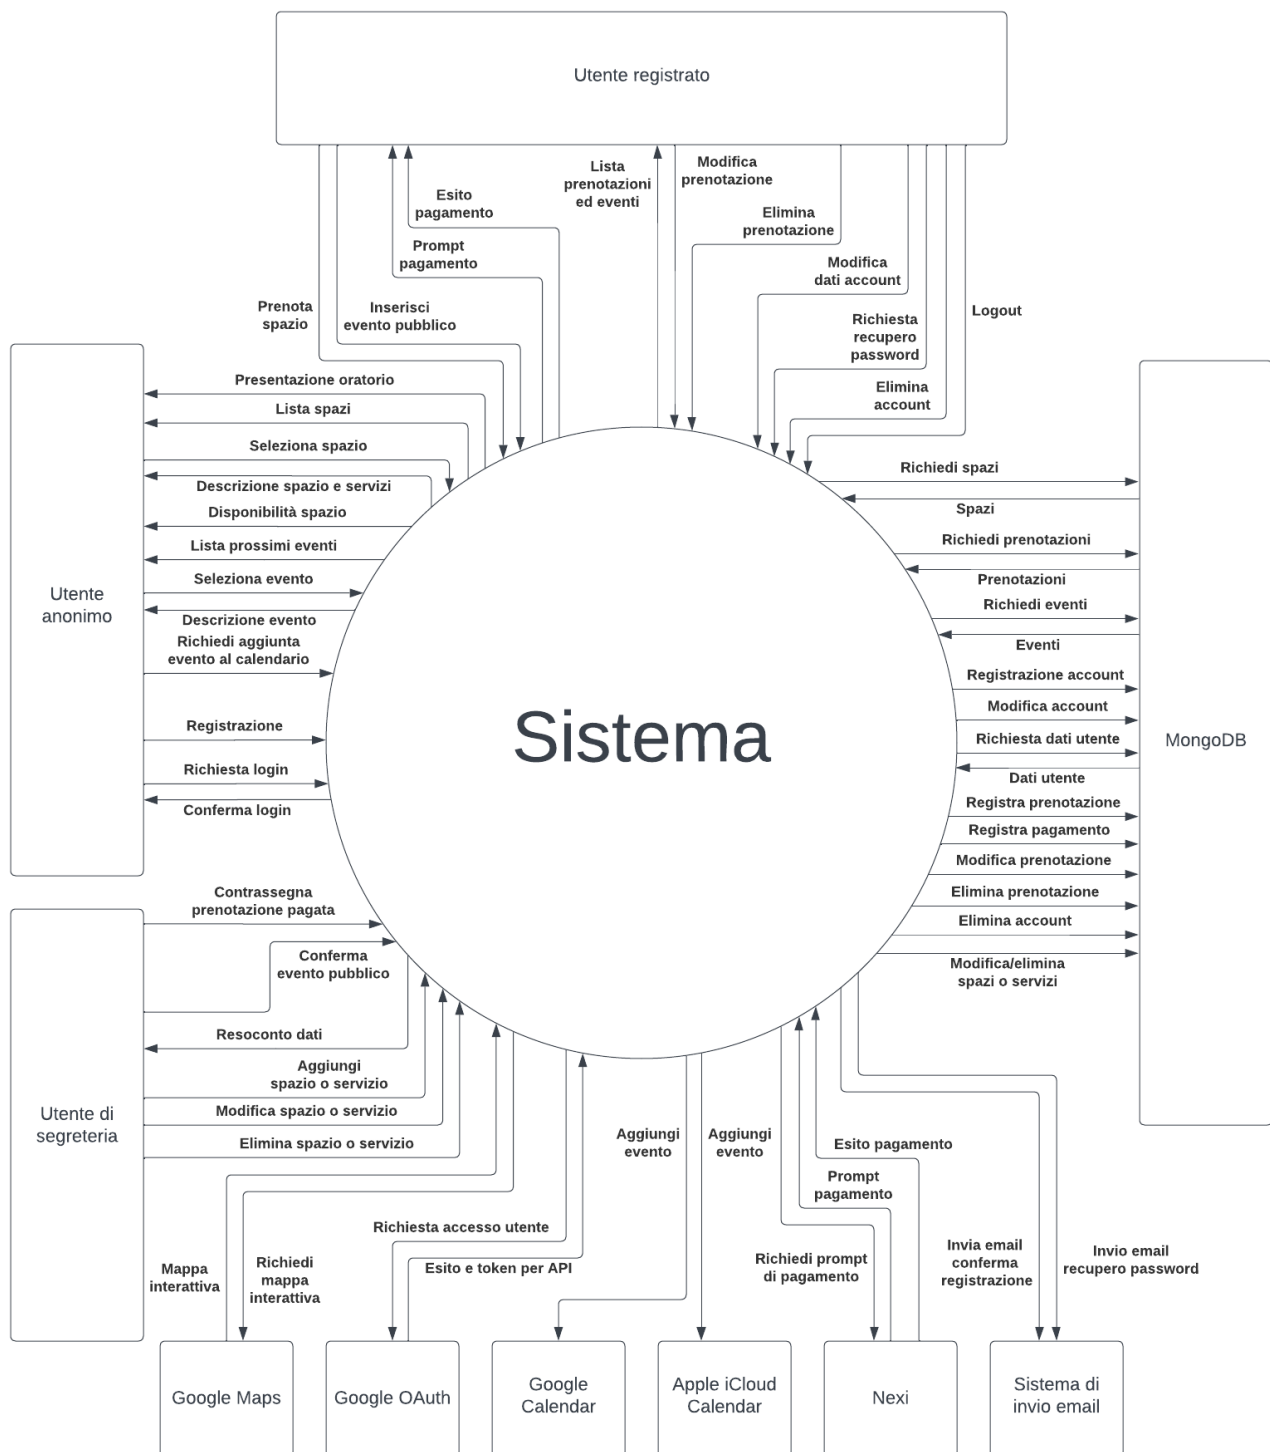 Utente registrato
Lista
prenotazioni
ed eventi
Modifica
prenotazione
Esito
pagamento
Elimina
prenotazione
Prompt
pagamento
Modifica
dati account
Prenota
spazio
Inserisci
evento pubblico
Richiesta
recupero
password
Logout
Elimina
account
Utente
anonimo
Presentazione oratorio
Lista spazi
Seleziona spazio
Descrizione spazio e servizi
Disponibilità spazio
Lista prossimi eventi
Seleziona evento
Descrizione evento
Richiedi aggiunta
evento al calendario
Registrazione
Richiesta login
Conferma login
Sistema
Richiedi spazi
Spazi
Richiedi prenotazioni
Prenotazioni
Richiedi eventi
Eventi
Registrazione account
Modifica account
Richiesta dati utente
Dati utente
Registra prenotazione
Registra pagamento
Modifica prenotazione
Elimina prenotazione
Elimina account
Modifica/elimina
spazi o servizi
MongoDB
Contrassegna
prenotazione pagata
Conferma
evento pubblico
Resoconto dati
Aggiungi
spazio o servizio
Modifica spazio o servizio
Elimina spazio o servizio
Utente di
segreteria
Mappa
interattiva
Richiedi
mappa
interattiva
Richiesta accesso utente
Esito e token per API
Aggiungi
evento
Aggiungi
evento
Esito pagamento
Prompt
pagamento
Richiedi prompt
di pagamento
Invia email
conferma
registrazione
Invio email
recupero password
Google Maps
Google OAuth
Google
Calendar
Apple iCloud
Calendar
Nexi
Sistema di
invio email